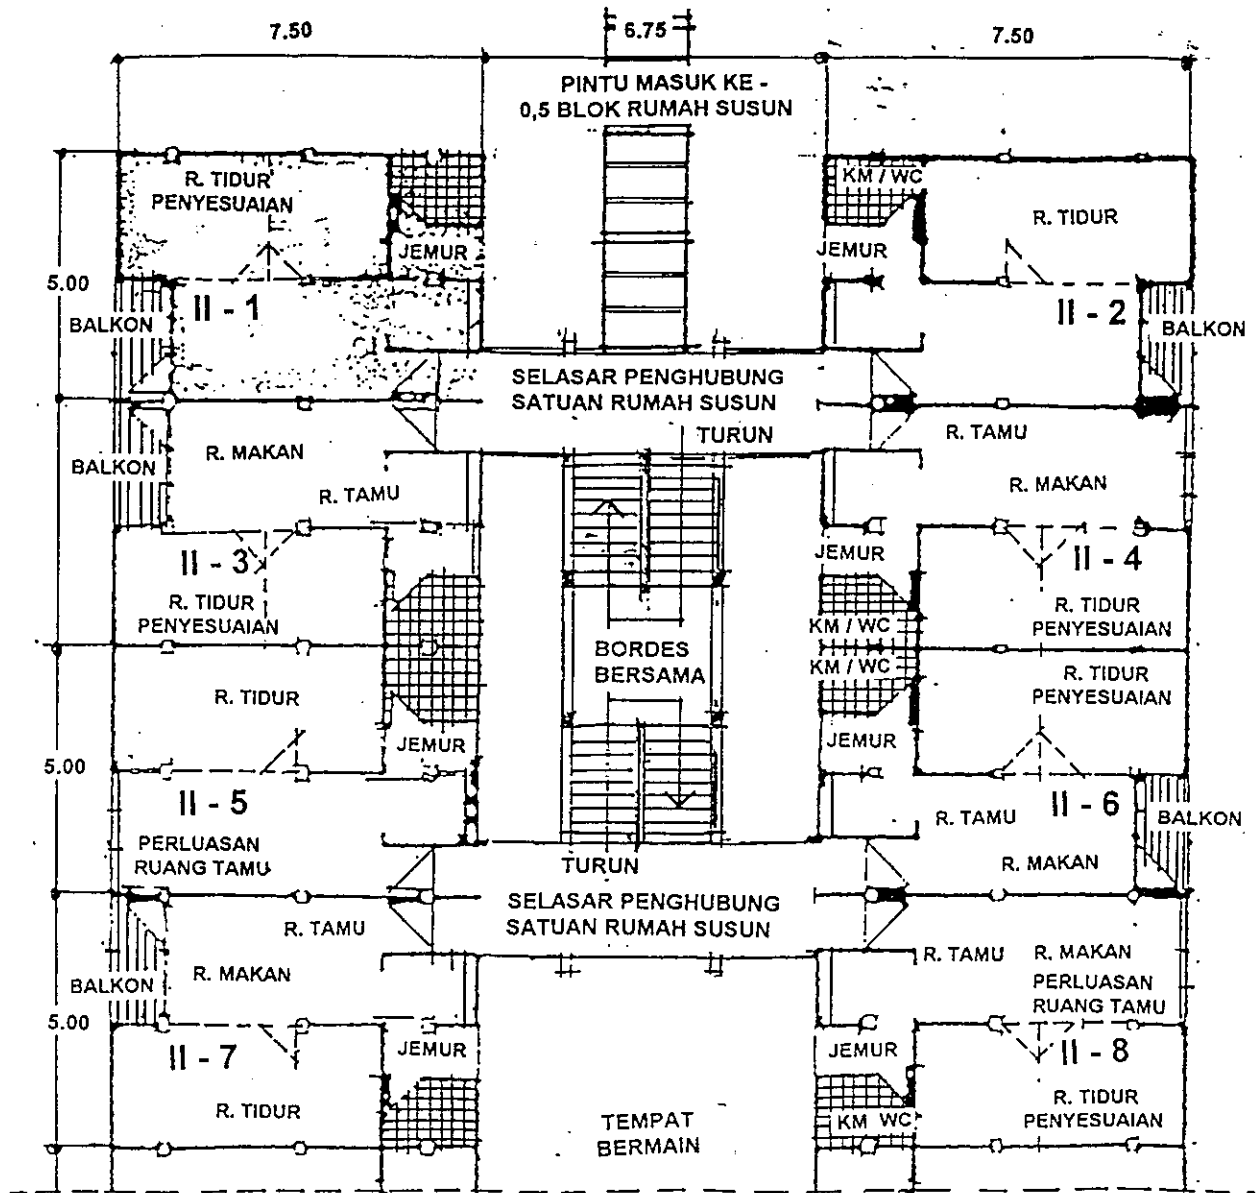 7.50
6.75
7.50
PINTU MASUK KE -
0,5 BLOK RUMAH SUSUN
R. TIDUR
PENYESUAIAN
KM / WC
R. TIDUR
JEMUR
JEMUR
5.00
II - 1
II - 2
BALKON
BALKON
SELASAR PENGHUBUNG
SATUAN RUMAH SUSUN
TURUN
R. TAMU
R. MAKAN
BALKON
R. TAMU
R. MAKAN
JEMUR
II - 3
II - 4
R. TIDUR
PENYESUAIAN
R. TIDUR
PENYESUAIAN
KM / WC
BORDES
BERSAMA
KM / WC
R. TIDUR
R. TIDUR
PENYESUAIAN
JEMUR
JEMUR
5.00
II - 5
II - 6
R. TAMU
BALKON
PERLUASAN
RUANG TAMU
TURUN
R. MAKAN
SELASAR PENGHUBUNG
SATUAN RUMAH SUSUN
R. TAMU
R. MAKAN
BALKON
R. TAMU
R. MAKAN
PERLUASAN
RUANG TAMU
5.00
JEMUR
JEMUR
II - 7
II - 8
R. TIDUR
R. TIDUR
PENYESUAIAN
KM WC
TEMPAT
BERMAIN